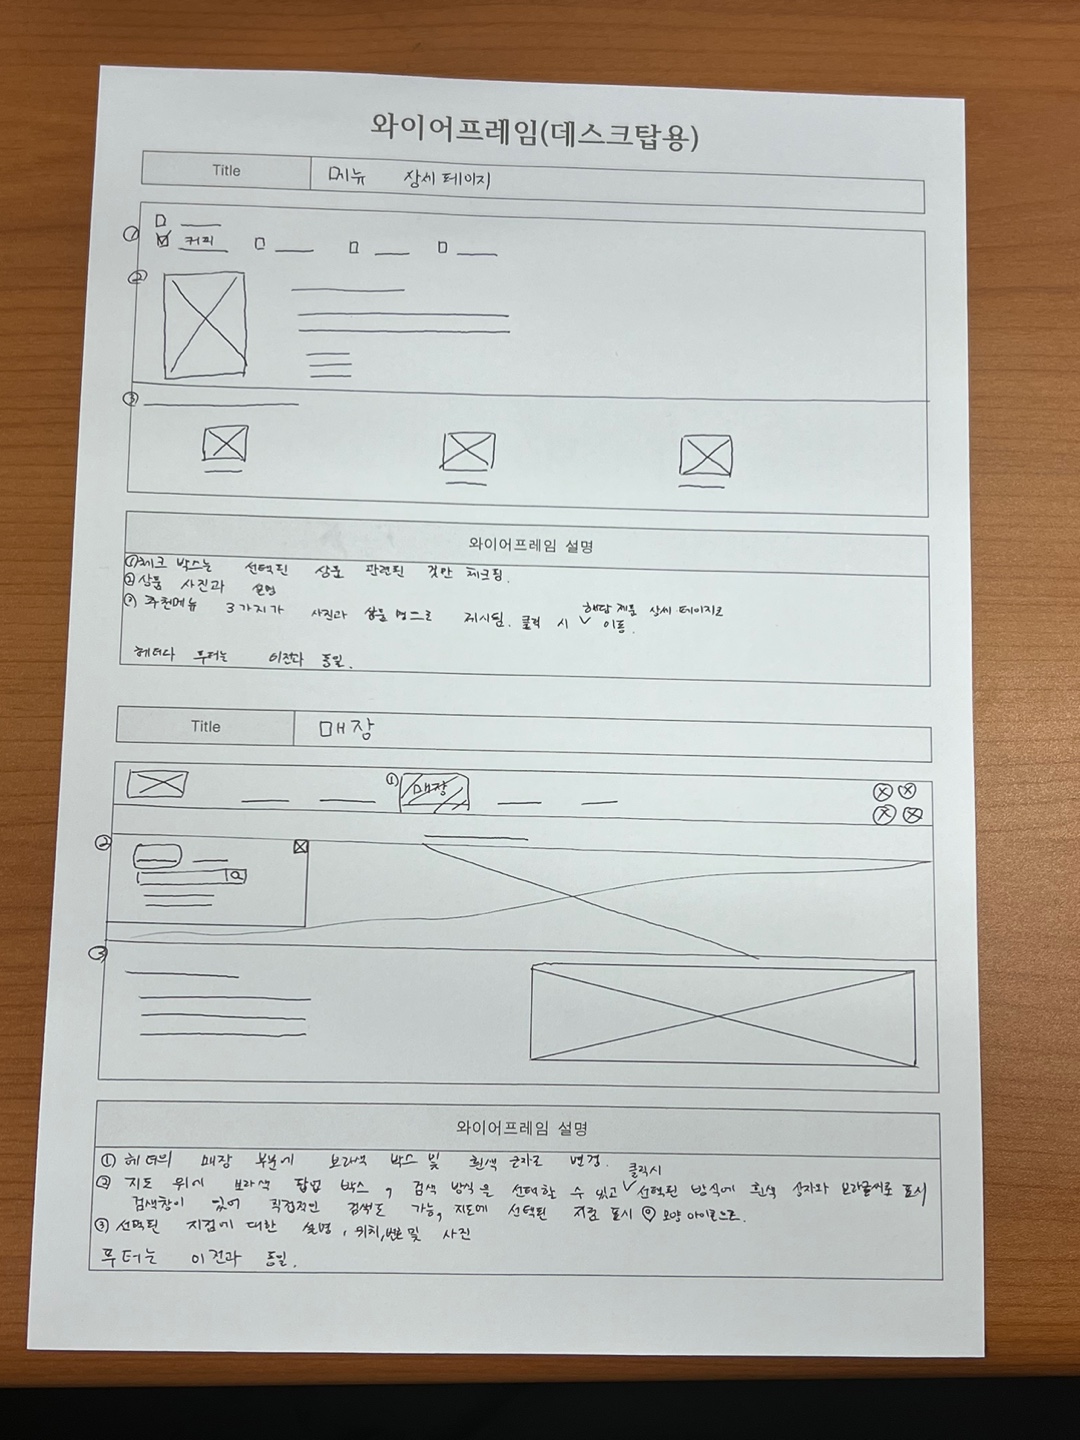 와이어프레임(데스크탑용)
Title 메뉴 상세 페이지
①
커피
②
③
와이어프레임 설명
①체크 박스는 선택된 상품 관련된 것만 체크됨.
②상품 사진과 설명
③ 추천메뉴 3가지가 사진과 상품 명으로 제시됨. 클릭 시 ✓ 해당 제품 상세 페이지로 이동.
헤더와 푸터는 이전과 동일.
Title 매장
① 매장
②
③
와이어프레임 설명
① 헤더의 매장 부분에 보라색 박스 및 흰색 글자로 변경.
② 지도 위에 보라색 팝업 박스, 검색 방식을 선택할 수 있고 ✓ 클릭시 선택된 방식에 흰색 상자와 보라글씨로 표시
검색창이 있어 직접적인 검색도 가능, 지도에 선택된 지점 표시 모양 아이콘으로.
③ 선택된 지점에 대한 설명, 위치, 번호 및 사진
푸터는 이전과 동일.